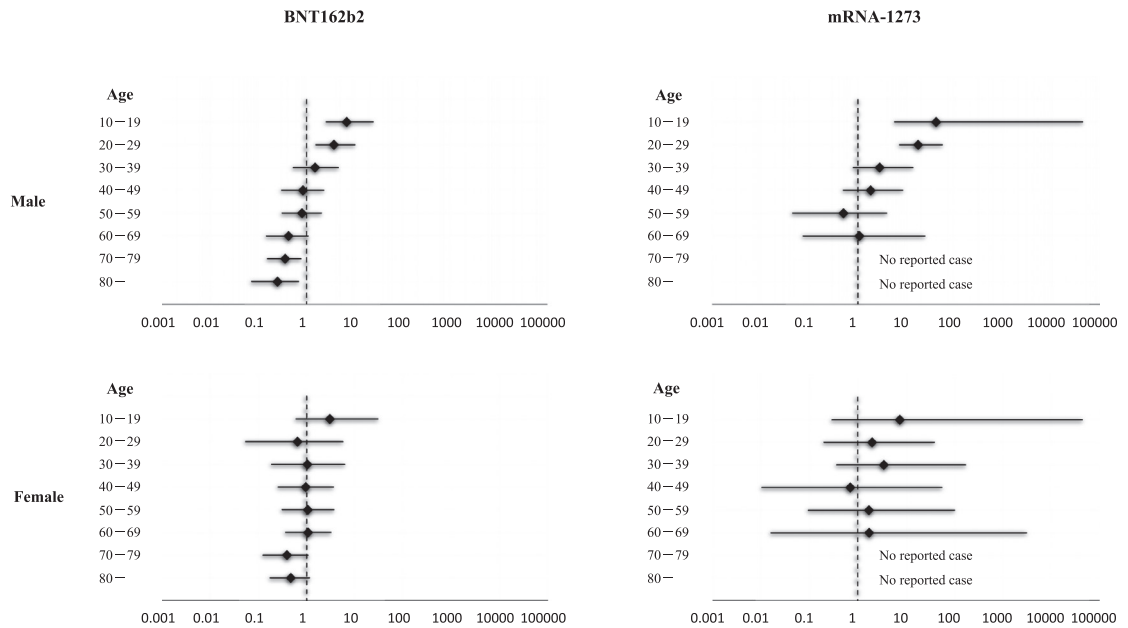 BNT162b2 mRNA-1273
Age Age
10−19 10−19
20−29 20−29
30−39 30−39
40−49 40−49
Male
50−59 50−59
60−69 60−69
70−79 70−79 No reported case
80− 80− No reported case
0.001 0.01 0.1 1 10 100 1000 10000 100000 0.001 0.01 0.1 1 10 100 1000 10000 100000
Age Age
10−19 10−19
20−29 20−29
30−39 30−39
40−49 40−49
Female
50−59 50−59
60−69 60−69
70−79 70−79 No reported case
80− 80− No reported case
0.001 0.01 0.1 1 10 100 1000 10000 100000 0.001 0.01 0.1 1 10 100 1000 10000 100000